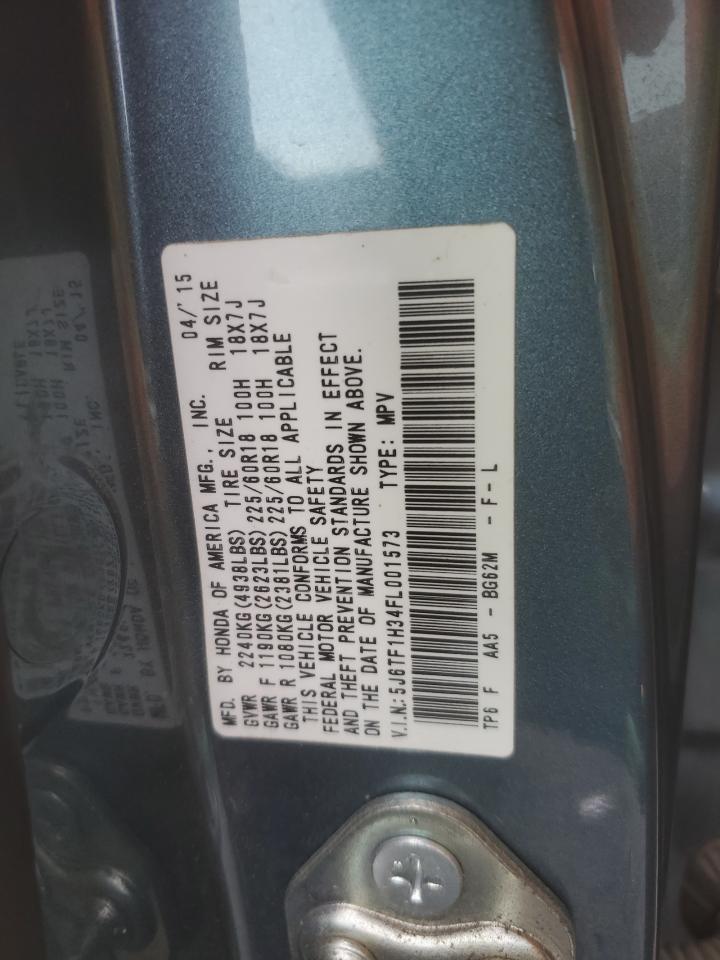 MFD. BY HONDA OF AMERICA MFG., INC. 04/'15
GVWR 2240KG(4938LBS) TIRE SIZE RIM SIZE
GAWR F 1190KG(2623LBS) 225/60R18 100H 18X7J
GAWR R 1080KG(2381LBS) 225/60R18 100H 18X7J
THIS VEHICLE CONFORMS TO ALL APPLICABLE
FEDERAL MOTOR VEHICLE SAFETY
AND THEFT PREVENTION STANDARDS IN EFFECT
ON THE DATE OF MANUFACTURE SHOWN ABOVE.
V.I.N.:5J6TF1H34FL001573 TYPE: MPV
TP6 F AA5 - BG62M - F - L